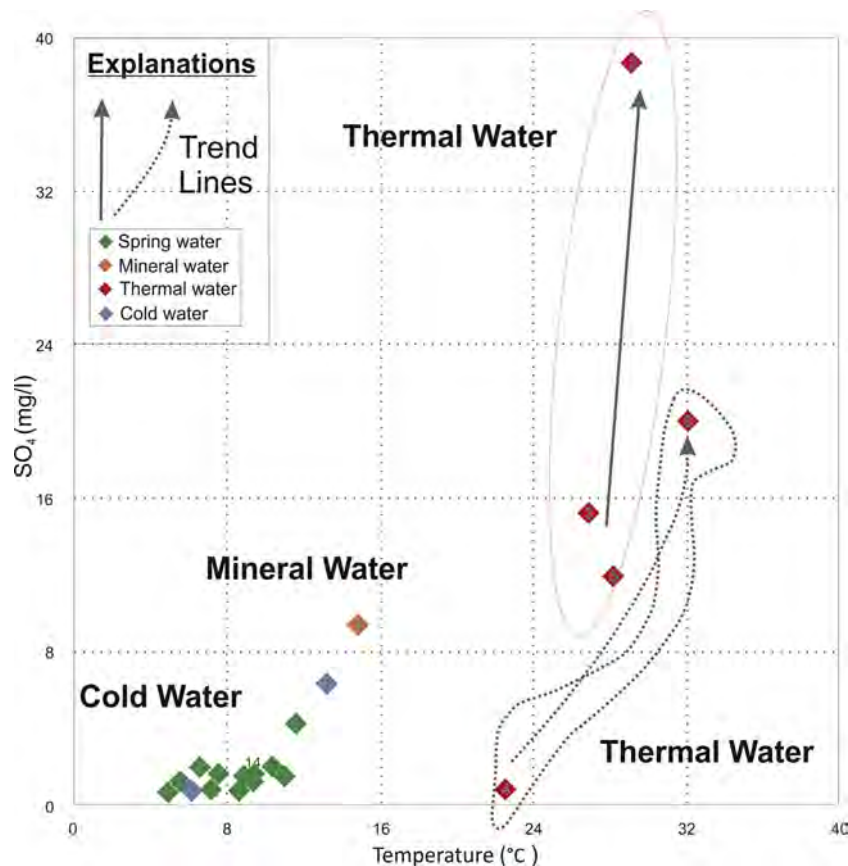 40
Explanations
Trend
Lines
Spring water
Mineral water
Thermal water
Cold water
Thermal Water
32
24
SO₄ (mg/l)
16
Mineral Water
8
Cold Water
14
Thermal Water
0
0 8 16 24 32 40
Temperature (°C)